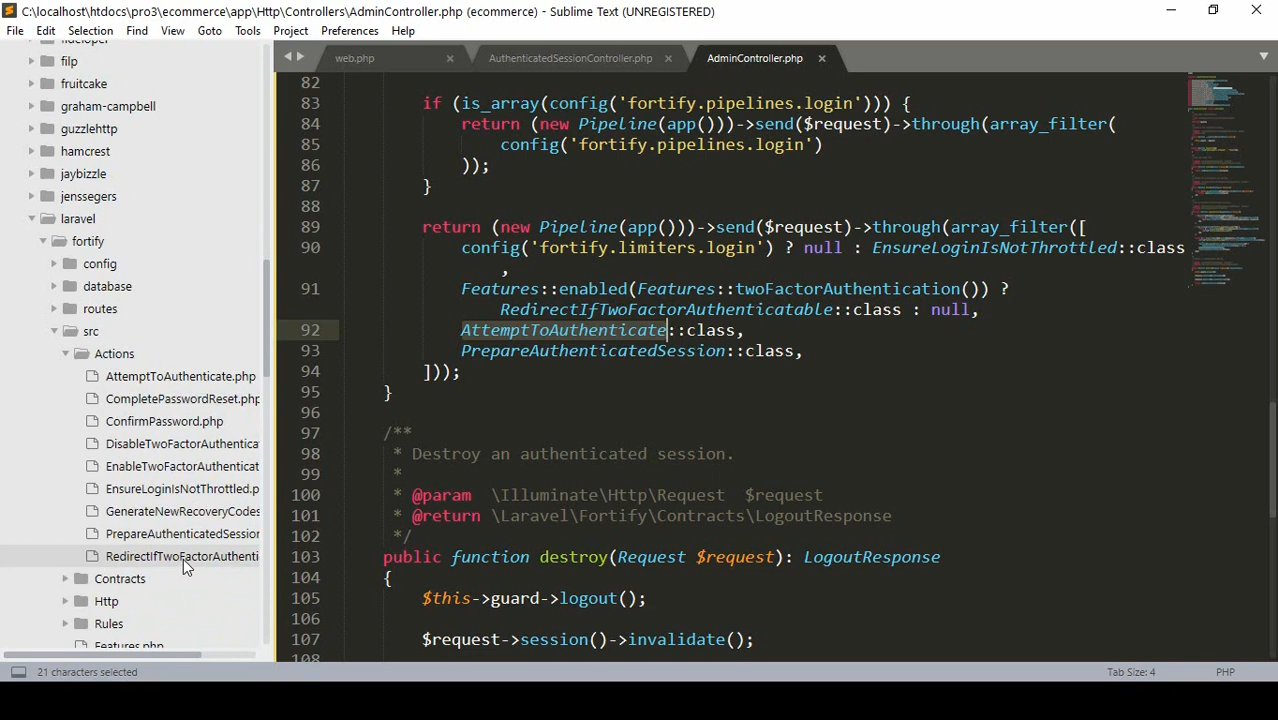 C:\localhost\htdocs\pro3\ecommerce\app\Http\Controllers\AdminController.php (ecommerce) - Sublime Text (UNREGISTERED)
File Edit Selection Find View Goto Tools Project Preferences Help
web.php AuthenticatedSessionController.php AdminController.php
filp
fruitcake
graham-campbell
guzzlehttp
hamcrest
jaybizzle
jenssegers
laravel
fortify
config
database
routes
src
Actions
AttemptToAuthenticate.php
CompletePasswordReset.php
ConfirmPassword.php
DisableTwoFactorAuthentica
EnableTwoFactorAuthenticat
EnsureLoginIsNotThrottled.p
GenerateNewRecoveryCodes
PrepareAuthenticatedSession
RedirectIfTwoFactorAuthenti
Contracts
Http
Rules
Features.php
82
83 if (is_array(config('fortify.pipelines.login'))) {
84 return (new Pipeline(app()))->send($request)->through(array_filter(
85 config('fortify.pipelines.login')
86 ));
87 }
88
89 return (new Pipeline(app()))->send($request)->through(array_filter([
90 config('fortify.limiters.login') ? null : EnsureLoginIsNotThrottled::class
,
91 Features::enabled(Features::twoFactorAuthentication()) ?
RedirectIfTwoFactorAuthenticatable::class : null,
92 AttemptToAuthenticate::class,
93 PrepareAuthenticatedSession::class,
94 ]));
95 }
96
97 /**
98 * Destroy an authenticated session.
99 *
100 * @param \Illuminate\Http\Request $request
101 * @return \Laravel\Fortify\Contracts\LogoutResponse
102 */
103 public function destroy(Request $request): LogoutResponse
104 {
105 $this->guard->logout();
106
107 $request->session()->invalidate();
108
21 characters selected Tab Size: 4 PHP